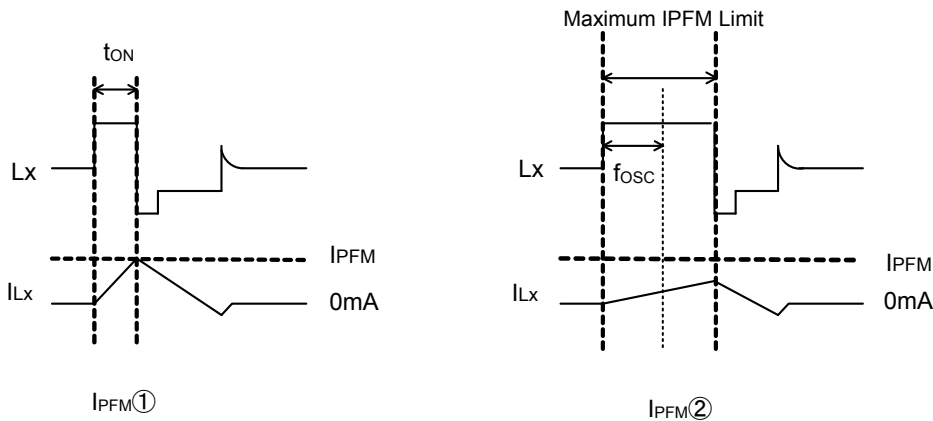 tON
Lx
IPFM
ILx
0mA
IPFM①
Maximum IPFM Limit
Lx
fOSC
IPFM
ILx
0mA
IPFM②